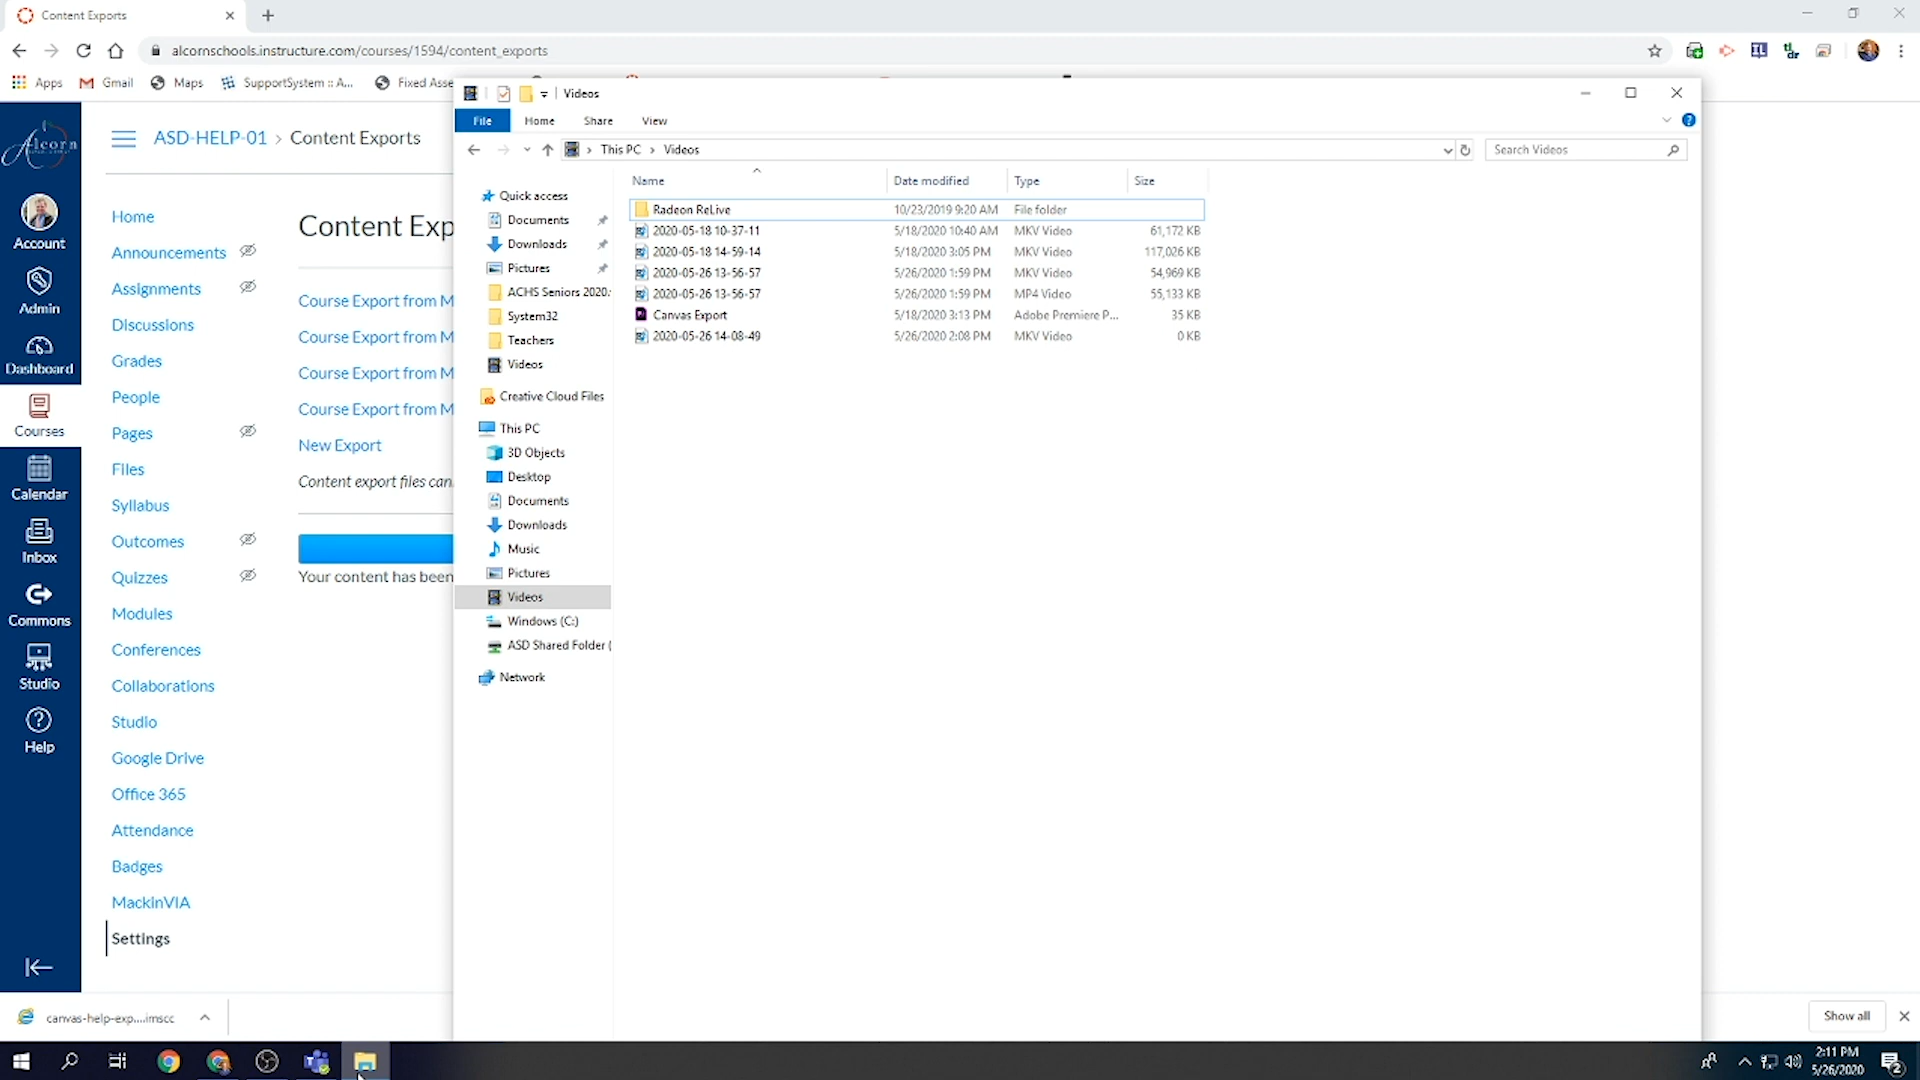 Content Exports
alcornschools.instructure.com/courses/1594/content_exports
Apps
Gmail
Maps
SupportSystem :: A...
Fixed Asse
Alcorn
Account
Admin
Dashboard
Courses
Calendar
Inbox
Commons
Studio
Help
ASD-HELP-01 > Content Exports
Home
Announcements
Assignments
Discussions
Grades
People
Pages
Files
Syllabus
Outcomes
Quizzes
Modules
Conferences
Collaborations
Studio
Google Drive
Office 365
Attendance
Badges
MackinVIA
Settings
Content Exp
Course Export from M
Course Export from M
Course Export from M
Course Export from M
New Export
Content export files can
Your content has been
Videos
File Home Share View
This PC > Videos
Search Videos
Quick access
Documents
Downloads
Pictures
ACHS Seniors 2020.
System32
Teachers
Videos
Creative Cloud Files
This PC
3D Objects
Desktop
Documents
Downloads
Music
Pictures
Videos
Windows (C:)
ASD Shared Folder (
Network
Name Date modified Type Size
Radeon ReLive 10/23/2019 9:20 AM File folder
2020-05-18 10-37-11 5/18/2020 10:40 AM MKV Video 61,172 KB
2020-05-18 14-59-14 5/18/2020 3:05 PM MKV Video 117,026 KB
2020-05-26 13-56-57 5/26/2020 1:59 PM MKV Video 54,969 KB
2020-05-26 13-56-57 5/26/2020 1:59 PM MP4 Video 55,133 KB
Canvas Export 5/18/2020 3:13 PM Adobe Premiere P... 35 KB
2020-05-26 14-08-49 5/26/2020 2:08 PM MKV Video 0 KB
canvas-help-exp....imscc
Show all
2:11 PM
5/26/2020
2